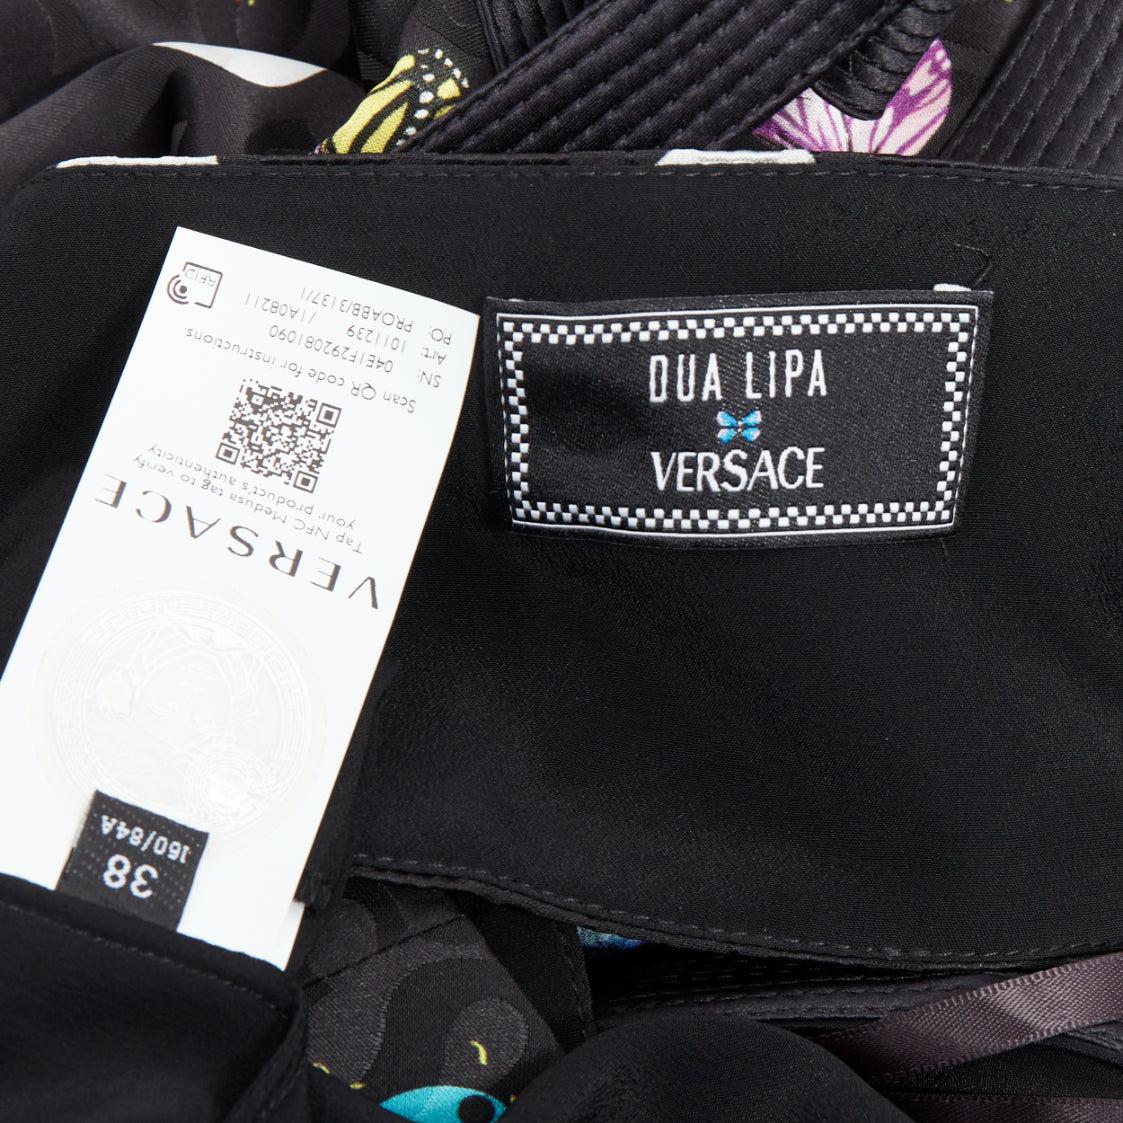 DUA LIPA
VERSACE
VERSACE
Tap NFC Medusa tag to verify
your product's authenticity
Scan QR code for instructions
SN: 04E1F292081090
Art: 1011239 /1A08211
PO: PROABB/3137/1
RFID
38
160/84A